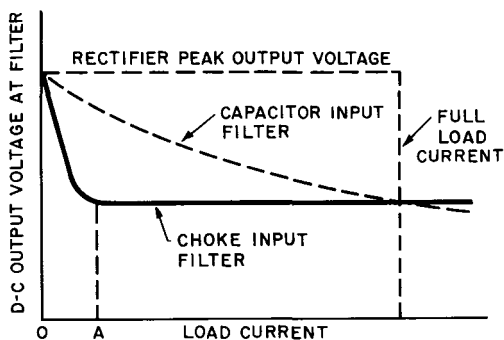 D-C OUTPUT VOLTAGE AT FILTER
RECTIFIER PEAK OUTPUT VOLTAGE
CAPACITOR INPUT
FILTER
FULL
LOAD
CURRENT
CHOKE INPUT
FILTER
O
A
LOAD CURRENT